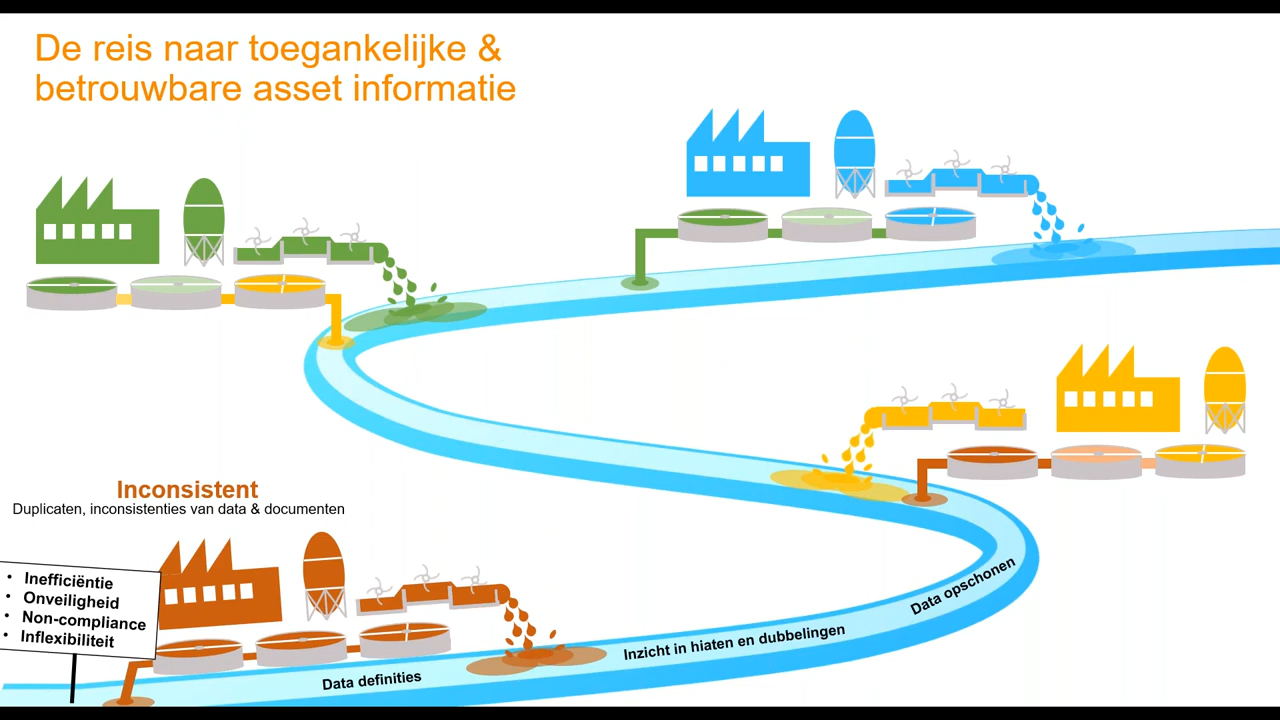 De reis naar toegankelijke &
betrouwbare asset informatie
Inconsistent
Duplicaten, inconsistenties van data & documenten
• Inefficiëntie
• Onveiligheid
• Non-compliance
• Inflexibiliteit
Data definities
Inzicht in hiaten en dubbelingen
Data opschonen